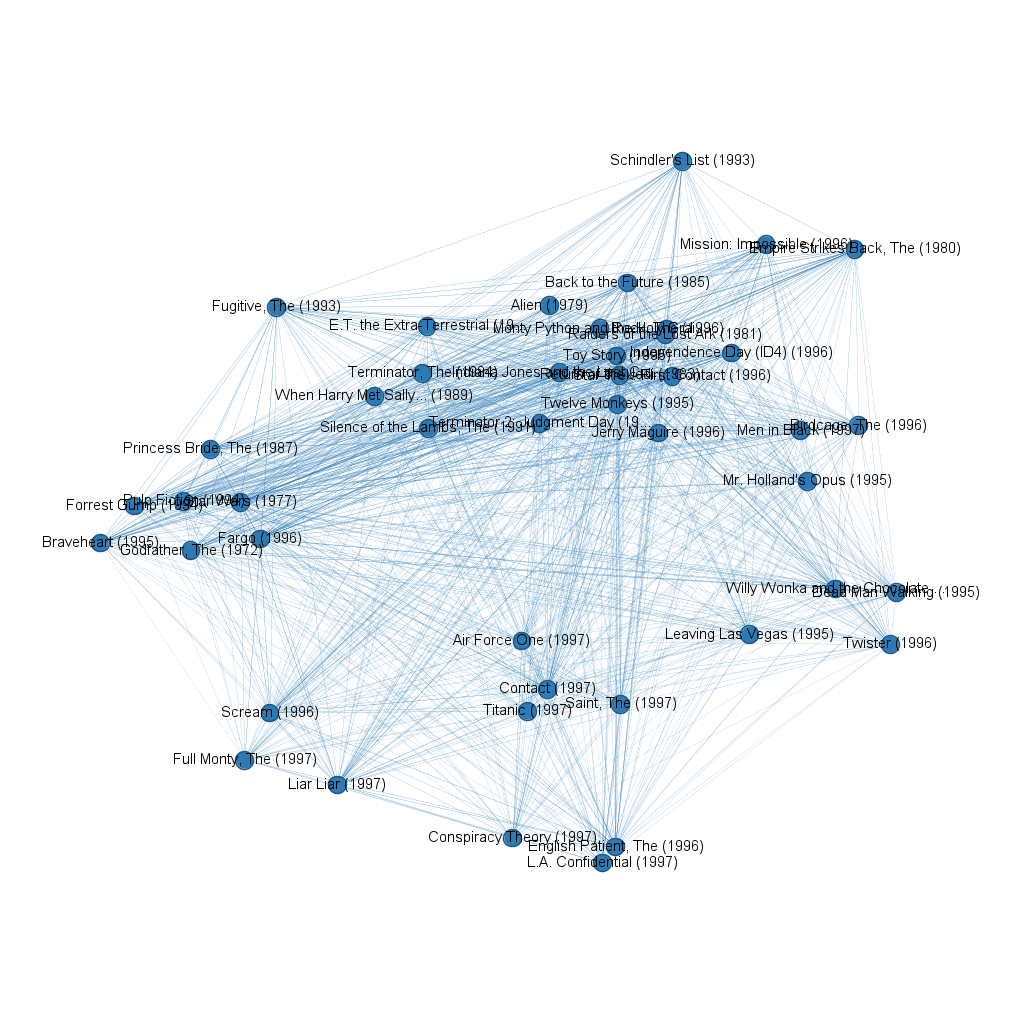 Schindler's List (1993)
Mission: Impossible (1996)
Empire Strikes Back, The (1980)
Back to the Future (1985)
Alien (1979)
Fugitive, The (1993)
E.T. the Extra-Terrestrial (19
Monty Python and the Holy Grail
Rock, The (1996)
Raiders of the Lost Ark (1981)
Toy Story (1995)
Independence Day (ID4) (1996)
Terminator, The (1984)
Indiana Jones and the Last
Return
Star Trek: First Contact (1996)
When Harry Met Sally... (1989)
Twelve Monkeys (1995)
Terminator 2: Judgment Day (19
Silence of the Lambs, The (1991)
Jerry Maguire (1996)
Men in Black (1997)
Birdcage, The (1996)
Princess Bride, The (1987)
Mr. Holland's Opus (1995)
Forrest Gump (1994)
Pulp Fiction (1994)
Star Wars (1977)
Braveheart (1995)
Godfather, The (1972)
Fargo (1996)
Willy Wonka and the Chocolate
Dead Man Walking (1995)
Air Force One (1997)
Leaving Las Vegas (1995)
Twister (1996)
Contact (1997)
Titanic (1997)
Saint, The (1997)
Scream (1996)
Full Monty, The (1997)
Liar Liar (1997)
Conspiracy Theory (1997)
English Patient, The (1996)
L.A. Confidential (1997)